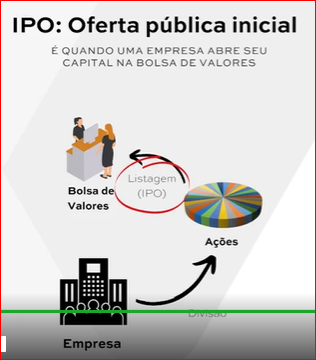 IPO: Oferta pública inicial
É QUANDO UMA EMPRESA ABRE SEU
CAPITAL NA BOLSA DE VALORES
Listagem
(IPO)
Bolsa de
Valores
Ações
Divisão
Empresa